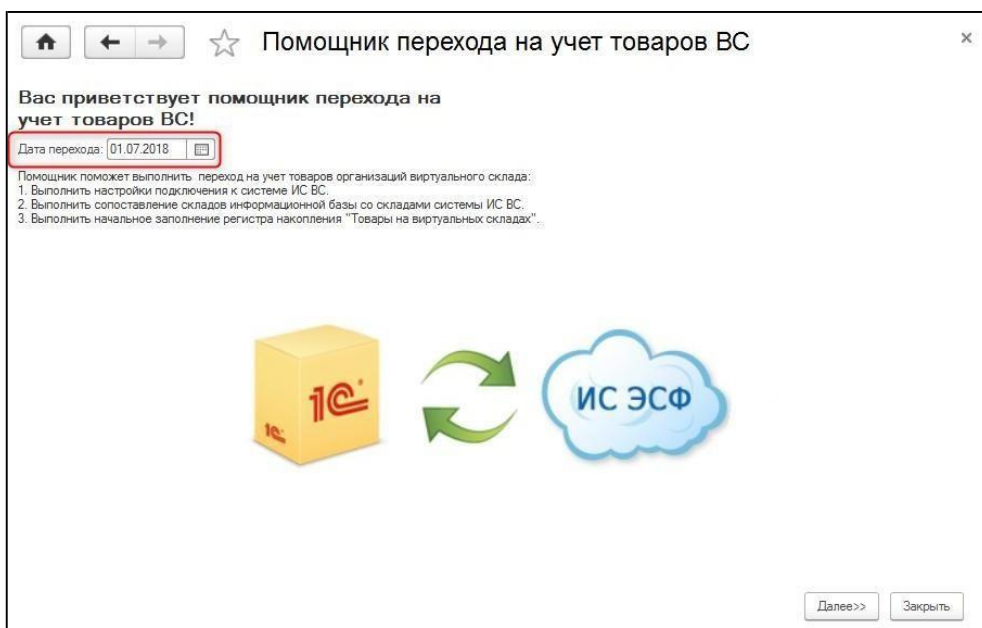 Помощник перехода на учет товаров ВС
Вас приветствует помощник перехода на
учет товаров ВС!
Дата перехода: 01.07.2018
Помощник поможет выполнить переход на учет товаров организаций виртуального склада:
1. Выполнить настройки подключения к системе ИС ВС.
2. Выполнить сопоставление складов информационной базы со складами системы ИС ВС.
3. Выполнить начальное заполнение регистра накопления "Товары на виртуальных складах".
1С
1С
ИС ЭСФ
Далее>> Закрыть